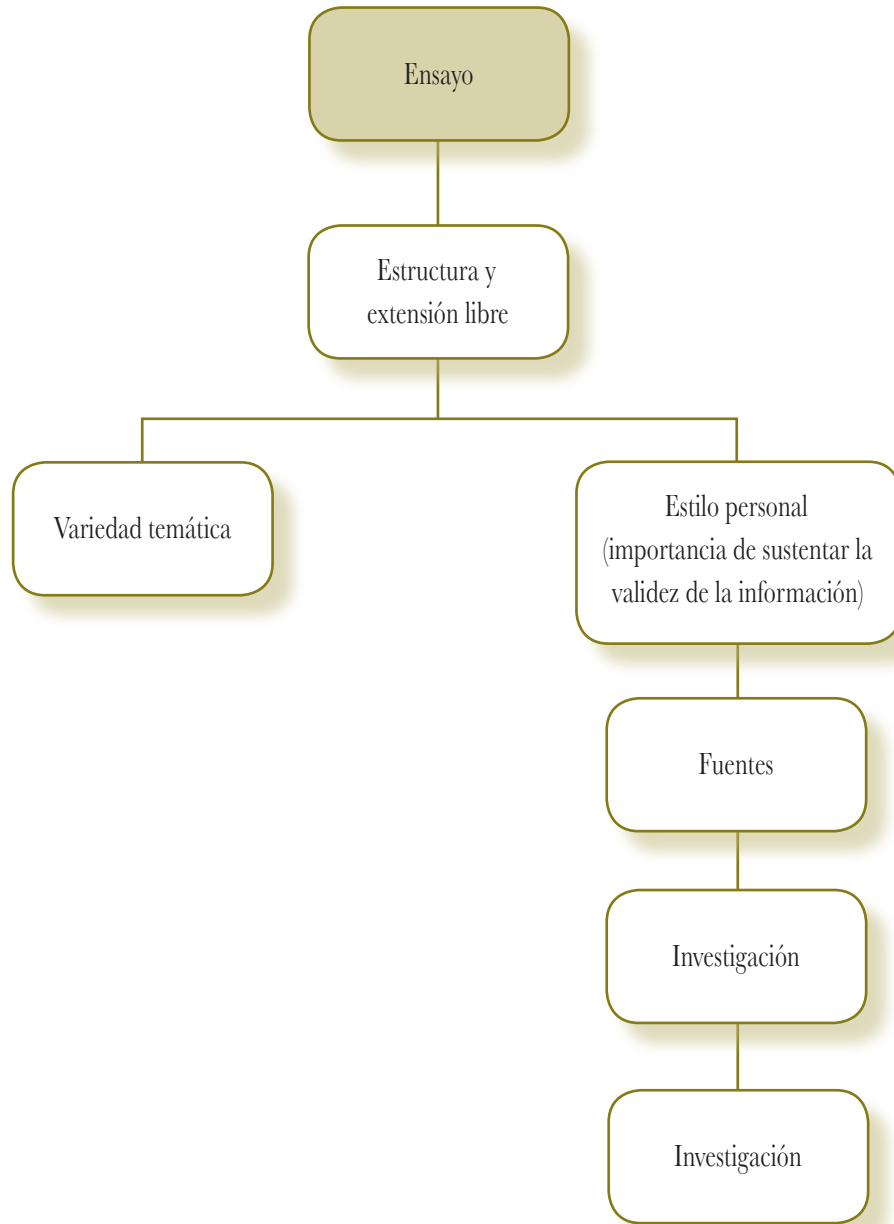 Ensayo
Estructura y
extensión libre
Variedad temática
Estilo personal
(importancia de sustentar la
validez de la información)
Fuentes
Investigación
Investigación